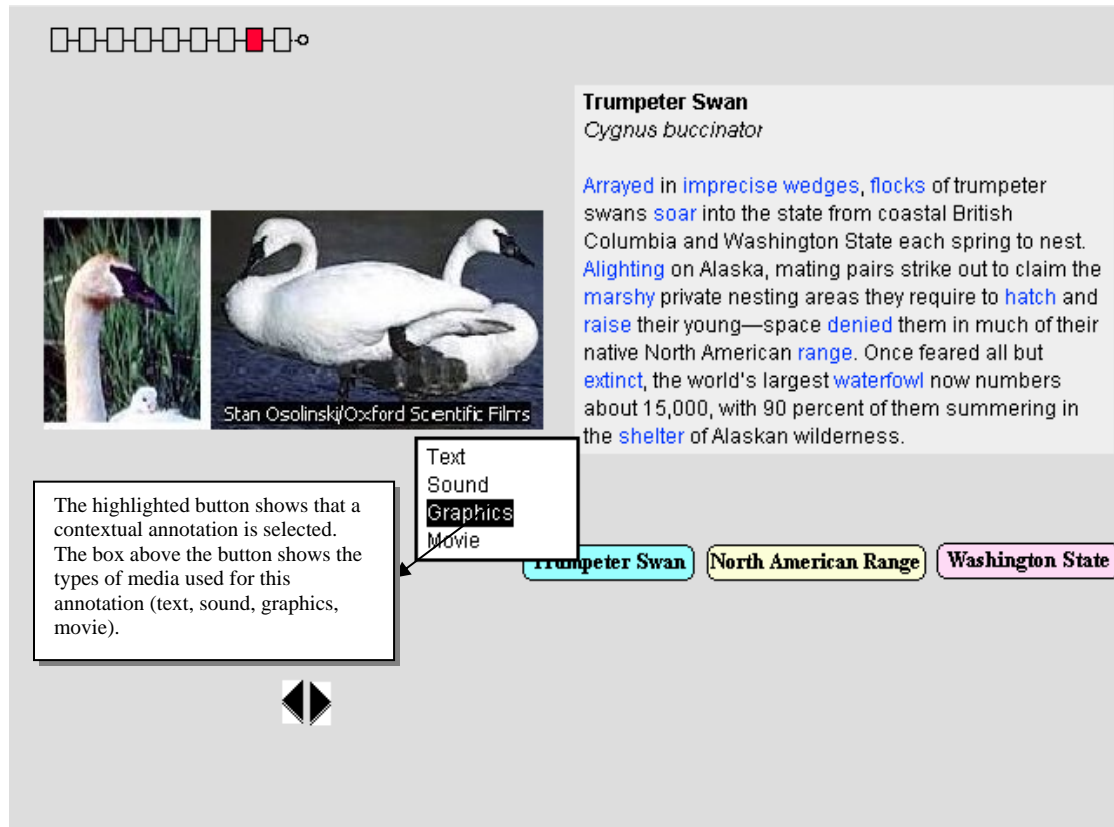 Trumpeter Swan
Cygnus buccinator
Arrayed in imprecise wedges, flocks of trumpeter
swans soar into the state from coastal British
Columbia and Washington State each spring to nest.
Alighting on Alaska, mating pairs strike out to claim the
marshy private nesting areas they require to hatch and
raise their young—space denied them in much of their
native North American range. Once feared all but
extinct, the world's largest waterfowl now numbers
about 15,000, with 90 percent of them summering in
the shelter of Alaskan wilderness.
Stan Osolinski/Oxford Scientific Films
Text
Sound
Graphics
Movie
The highlighted button shows that a
contextual annotation is selected.
The box above the button shows the
types of media used for this
annotation (text, sound, graphics,
movie).
Trumpeter Swan
North American Range
Washington State